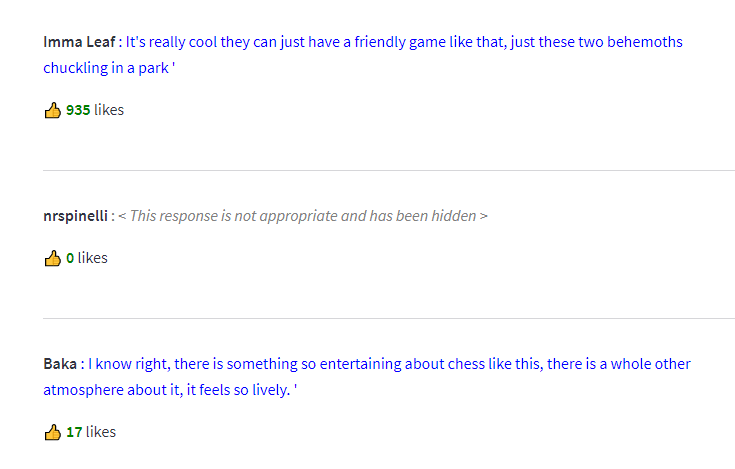 Imma Leaf : It's really cool they can just have a friendly game like that, just these two behemoths
chuckling in a park '
👍 935 likes
nrspinelli : < This response is not appropriate and has been hidden >
👍 0 likes
Baka : I know right, there is something so entertaining about chess like this, there is a whole other
atmosphere about it, it feels so lively. '
👍 17 likes